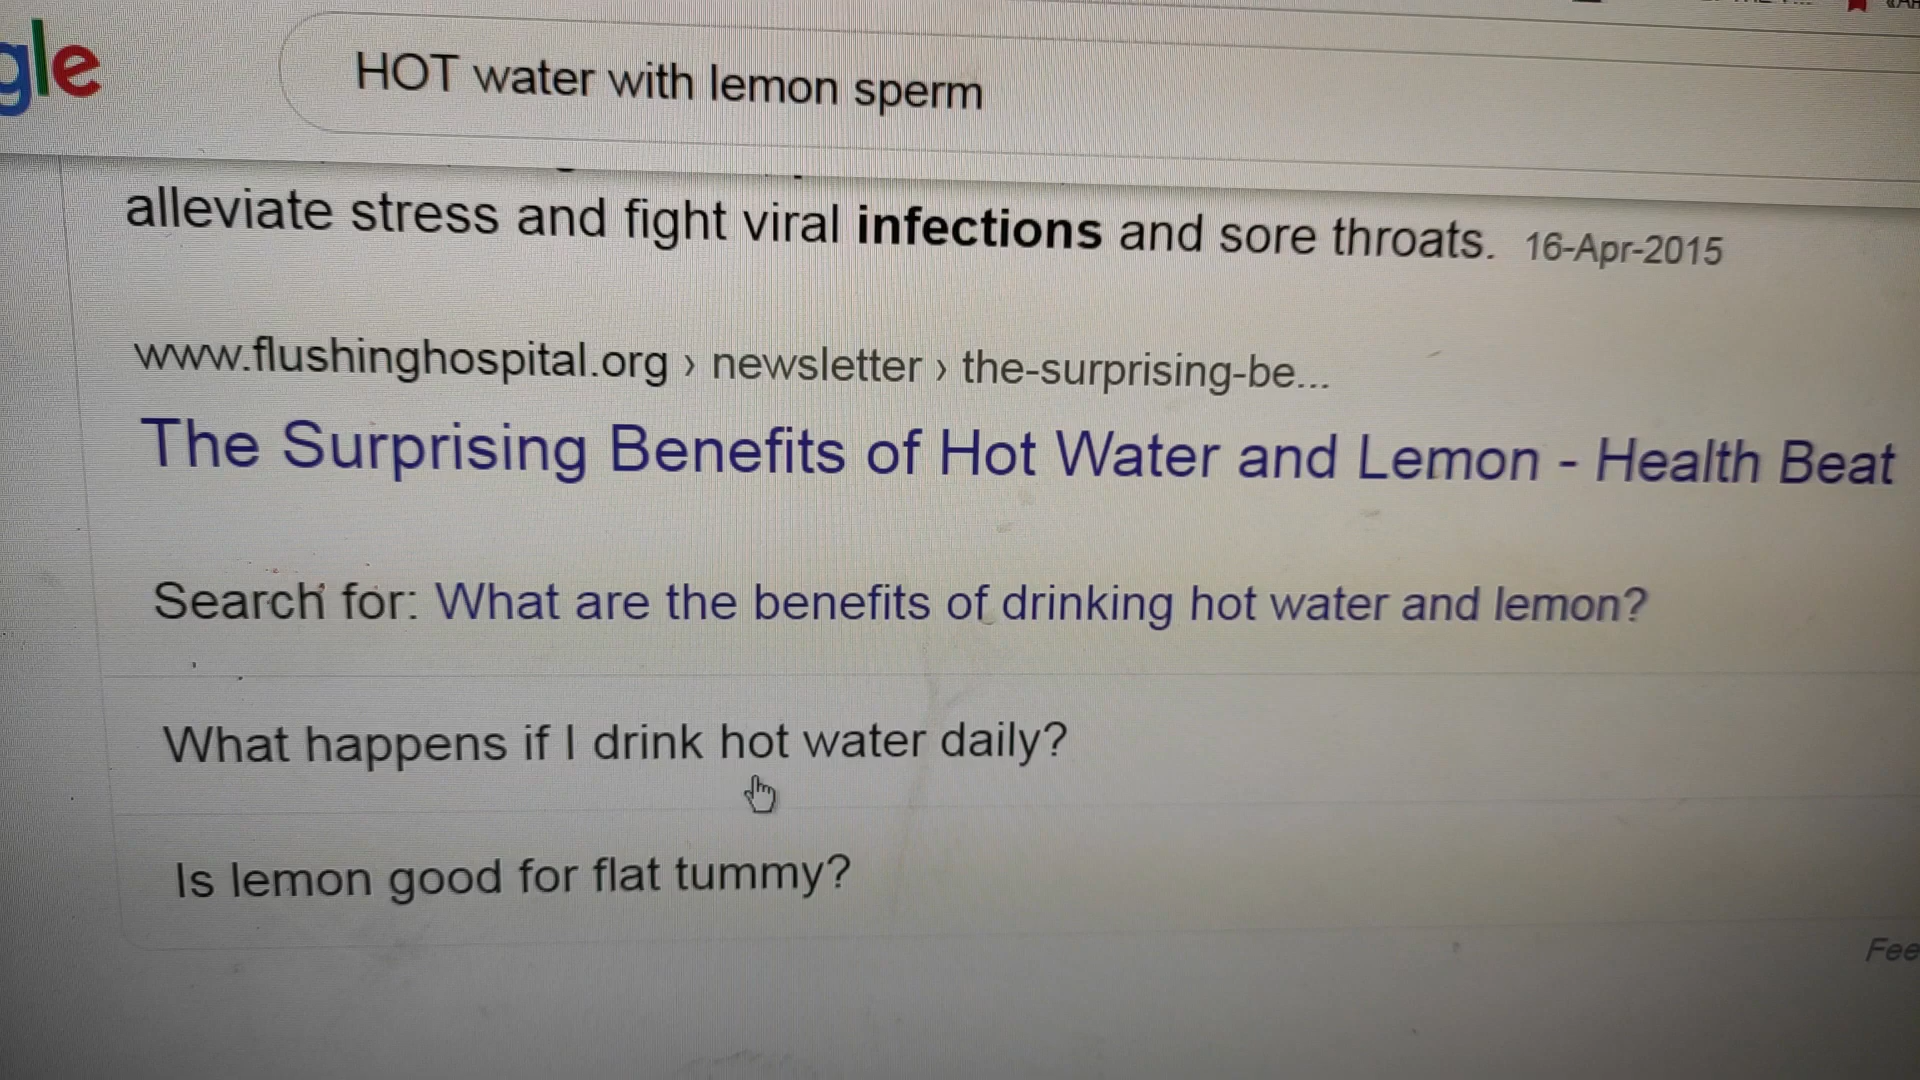 gle
HOT water with lemon sperm
alleviate stress and fight viral infections and sore throats. 16-Apr-2015
www.flushinghospital.org › newsletter › the-surprising-be...
The Surprising Benefits of Hot Water and Lemon - Health Beat
Search for: What are the benefits of drinking hot water and lemon?
What happens if I drink hot water daily?
Is lemon good for flat tummy?
Fee